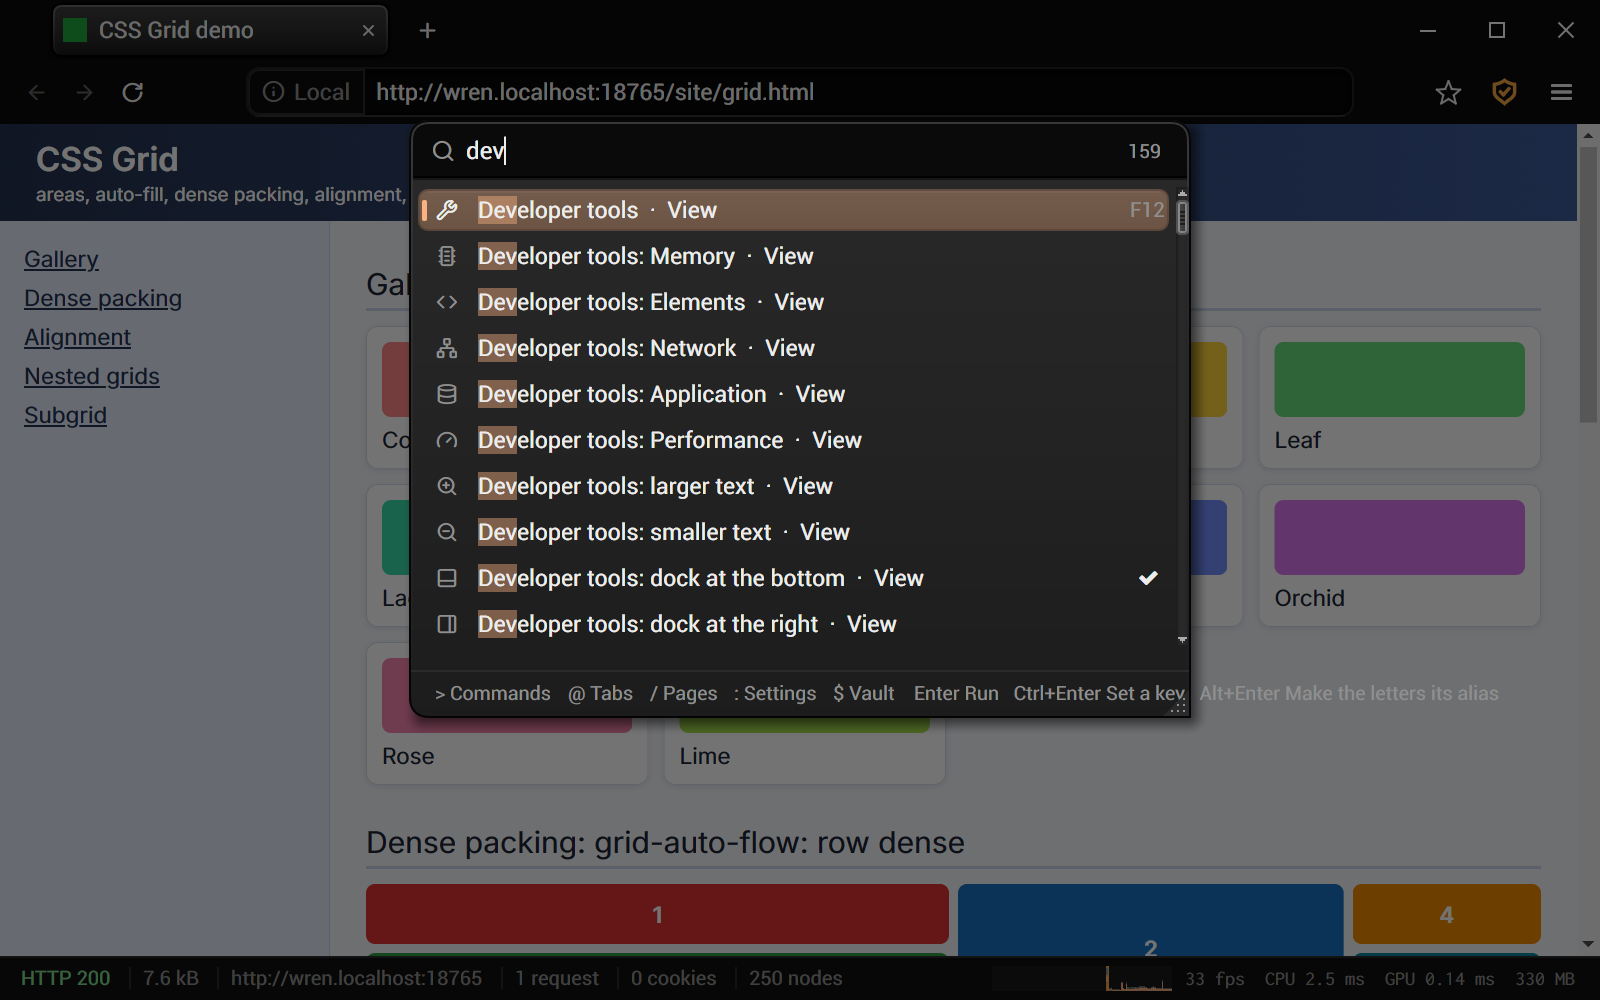 CSS Grid demo
Local
http://wren.localhost:18765/site/grid.html
CSS Grid
areas, auto-fill, dense packing, alignment,
dev
159
Developer tools · View
F12
Developer tools: Memory · View
Developer tools: Elements · View
Developer tools: Network · View
Developer tools: Application · View
Developer tools: Performance · View
Developer tools: larger text · View
Developer tools: smaller text · View
Developer tools: dock at the bottom · View
Developer tools: dock at the right · View
> Commands @ Tabs / Pages : Settings $ Vault Enter Run Ctrl+Enter Set a key Alt+Enter Make the letters its alias
Gallery
Dense packing
Alignment
Nested grids
Subgrid
Leaf
Orchid
Rose
Lime
Dense packing: grid-auto-flow: row dense
1
2
4
HTTP 200
7.6 kB
http://wren.localhost:18765
1 request
0 cookies
250 nodes
33 fps
CPU 2.5 ms
GPU 0.14 ms
330 MB